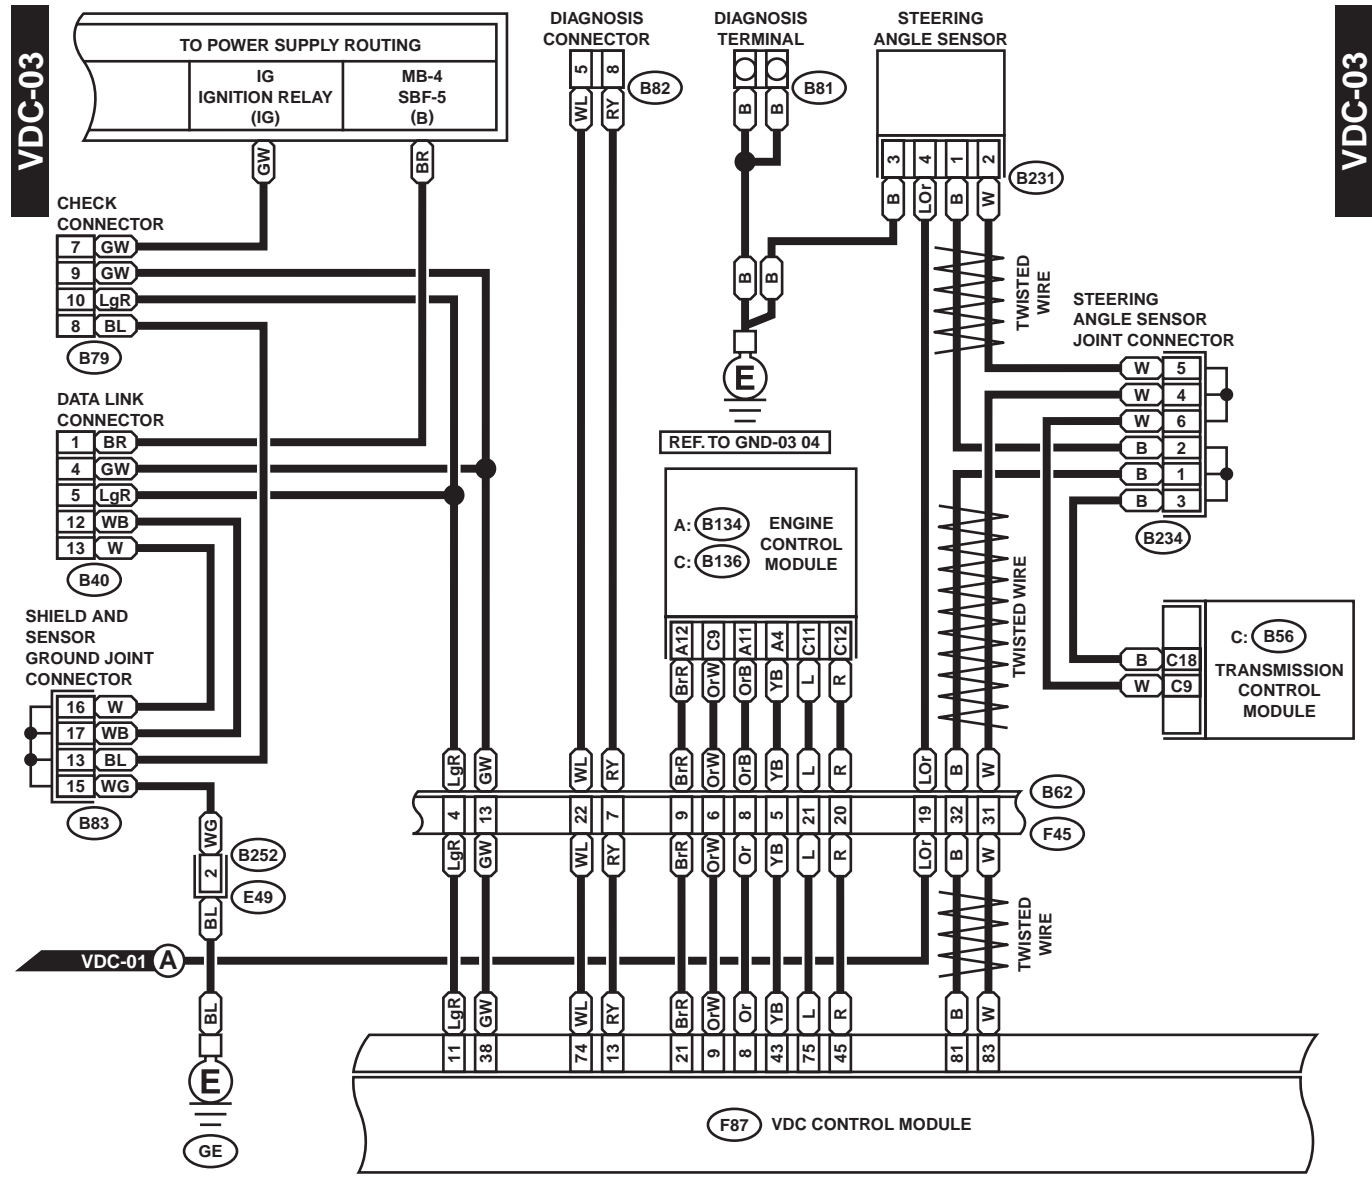 VDC-03
VDC-03
TO POWER SUPPLY ROUTING
IG
IGNITION RELAY
(IG)
MB-4
SBF-5
(B)
GW
BR
DIAGNOSIS
CONNECTOR
5
8
B82
WL
RY
DIAGNOSIS
TERMINAL
B81
B
B
STEERING
ANGLE SENSOR
3
4
1
2
B231
B
LOr
B
W
CHECK
CONNECTOR
7 GW
9 GW
10 LgR
8 BL
B79
B
B
E
REF. TO GND-03 04
TWISTED
WIRE
STEERING
ANGLE SENSOR
JOINT CONNECTOR
W 5
W 4
W 6
B 2
B 1
B 3
B234
DATA LINK
CONNECTOR
1 BR
4 GW
5 LgR
12 WB
13 W
B40
A: B134
C: B136
ENGINE
CONTROL
MODULE
A12
C9
A11
A4
C11
C12
BrR
OrW
OrB
YB
L
R
TWISTED WIRE
C: B56
TRANSMISSION
CONTROL
MODULE
B C18
W C9
SHIELD AND
SENSOR
GROUND JOINT
CONNECTOR
16 W
17 WB
13 BL
15 WG
B83
LgR
GW
WL
RY
BrR
OrW
OrB
YB
L
R
LOr
B
W
4
13
22
7
9
6
8
5
21
20
19
32
31
B62
F45
LgR
GW
WL
RY
BrR
OrW
Or
YB
L
R
LOr
B
W
WG
2
B252
E49
BL
TWISTED
WIRE
VDC-01 A
BL
E
GE
LgR
GW
WL
RY
BrR
OrW
Or
YB
L
R
B
W
11
38
74
13
21
9
8
43
75
45
81
83
F87 VDC CONTROL MODULE